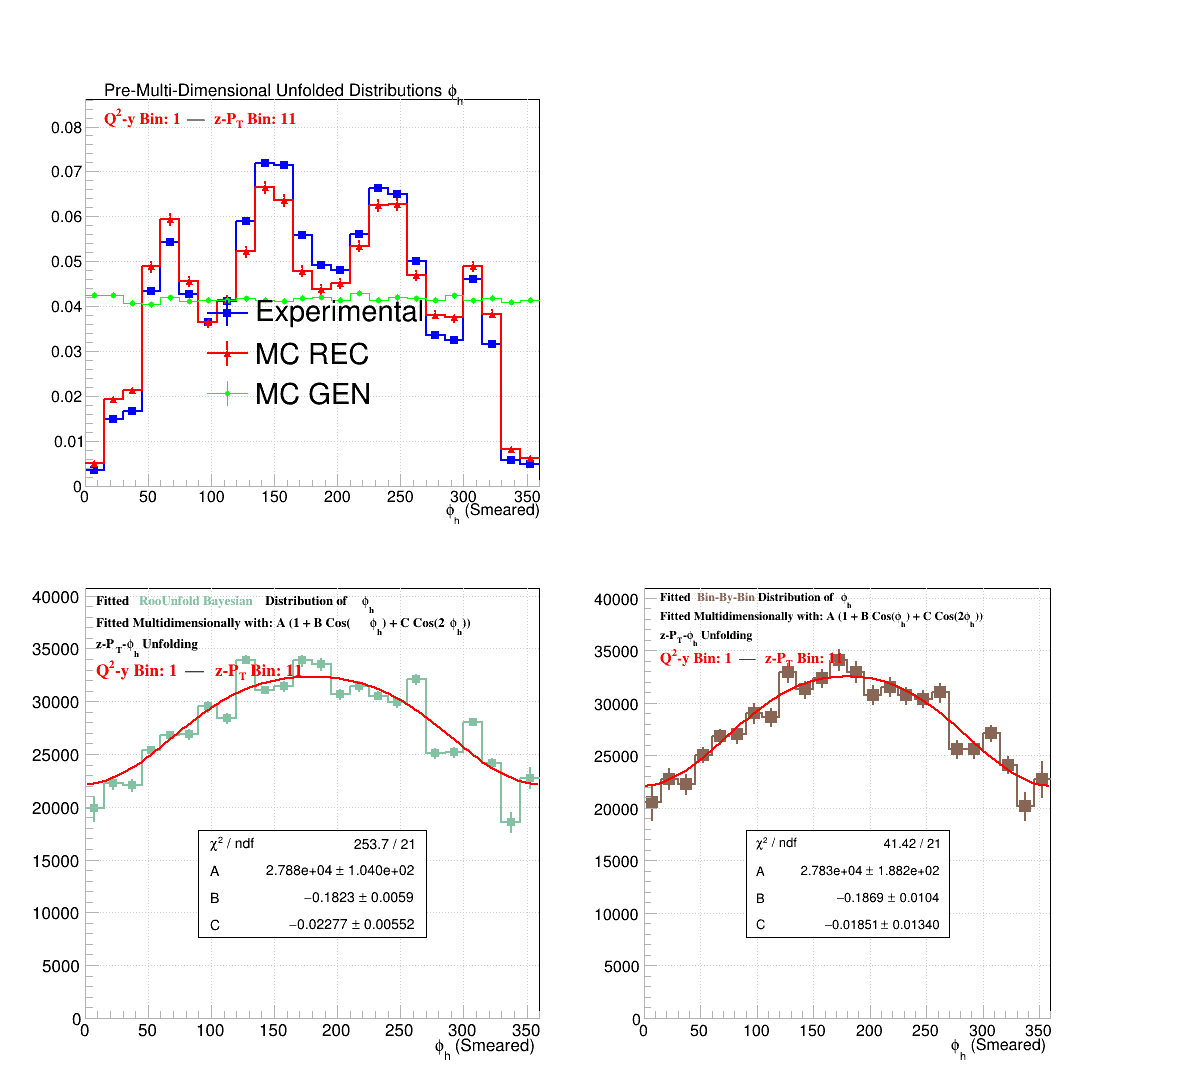 Pre-Multi-Dimensional Unfolded Distributions ϕh
Q²-y Bin: 1 — z-PT Bin: 11
0.08
0.07
0.06
0.05
0.04
0.03
0.02
0.01
0
Experimental
MC REC
MC GEN
0 50 100 150 200 250 300 350
ϕh (Smeared)
Fitted RooUnfold Bayesian Distribution of ϕh
Fitted Multidimensionally with: A (1 + B Cos( ϕh) + C Cos(2 ϕh))
z-PT-ϕh Unfolding
Q²-y Bin: 1 — z-PT Bin: 11
40000
35000
30000
25000
20000
15000
10000
5000
0
χ² / ndf 253.7 / 21
A 2.788e+04 ± 1.040e+02
B −0.1823 ± 0.0059
C −0.02277 ± 0.00552
0 50 100 150 200 250 300 350
ϕh (Smeared)
Fitted Bin-By-Bin Distribution of ϕh
Fitted Multidimensionally with: A (1 + B Cos(ϕh) + C Cos(2ϕh))
z-PT-ϕh Unfolding
Q²-y Bin: 1 — z-PT Bin: 11
40000
35000
30000
25000
20000
15000
10000
5000
0
χ² / ndf 41.42 / 21
A 2.783e+04 ± 1.882e+02
B −0.1869 ± 0.0104
C −0.01851 ± 0.01340
0 50 100 150 200 250 300 350
ϕh (Smeared)